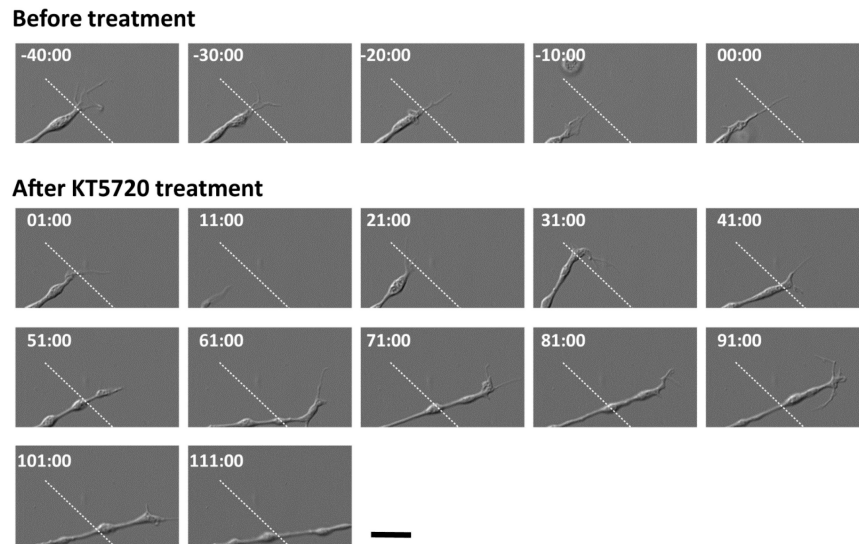 Before treatment
-40:00 -30:00 -20:00 -10:00 00:00
After KT5720 treatment
01:00 11:00 21:00 31:00 41:00
51:00 61:00 71:00 81:00 91:00
101:00 111:00